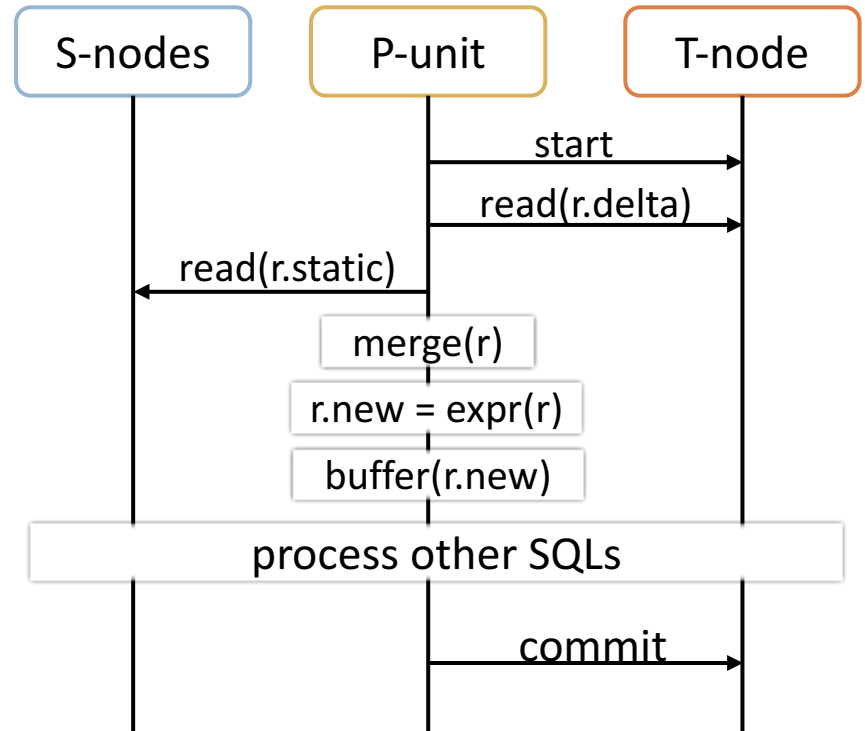 S-nodes
P-unit
T-node
start
read(r.delta)
read(r.static)
merge(r)
r.new = expr(r)
buffer(r.new)
process other SQLs
commit